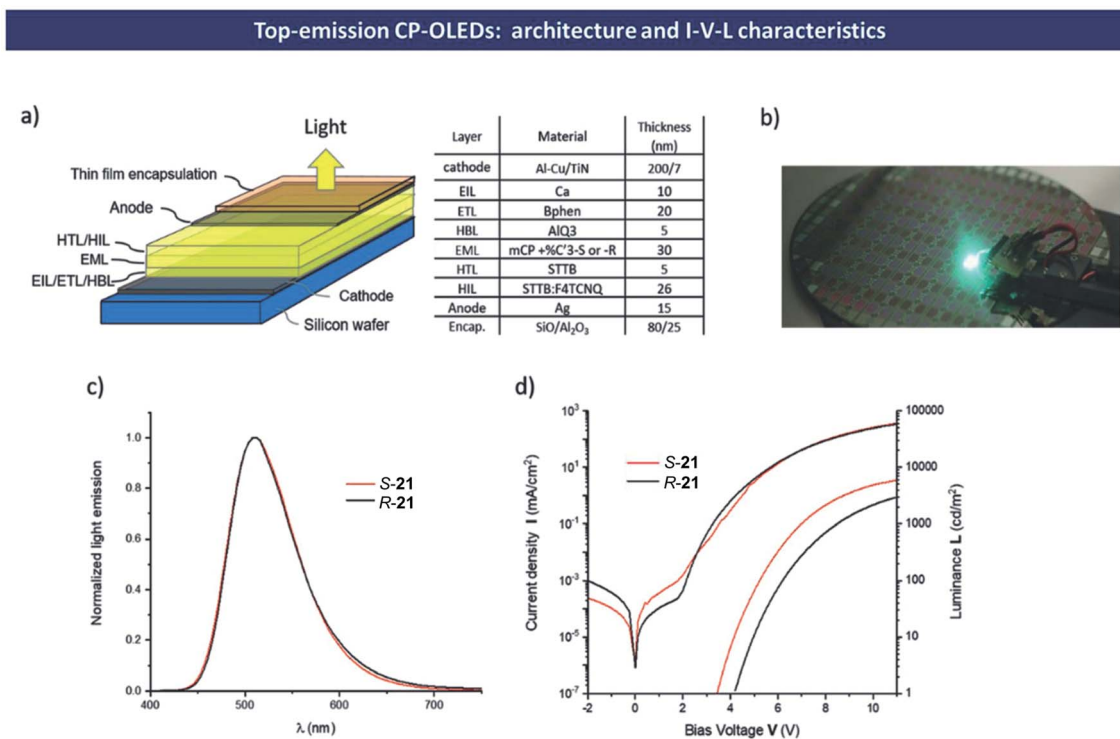 Top-emission CP-OLEDs: architecture and I-V-L characteristics
a)
Light
Thin film encapsulation
Anode
HTL/HIL
EML
EIL/ETL/HBL
Cathode
Silicon wafer
Layer Material Thickness (nm)
cathode Al-Cu/TiN 200/7
EIL Ca 10
ETL Bphen 20
HBL AlQ3 5
EML mCP +%C'3-S or -R 30
HTL STTB 5
HIL STTB:F4TCNQ 26
Anode Ag 15
Encap. SiO/Al₂O₃ 80/25
b)
c)
Normalized light emission
1.0
0.8
0.6
0.4
0.2
0.0
400 500 600 700
λ (nm)
S-21
R-21
d)
Current density I (mA/cm²)
10³
10¹
10⁻¹
10⁻³
10⁻⁵
10⁻⁷
S-21
R-21
-2 0 2 4 6 8 10
Bias Voltage V (V)
100000
10000
1000
100
10
1
Luminance L (cd/m²)